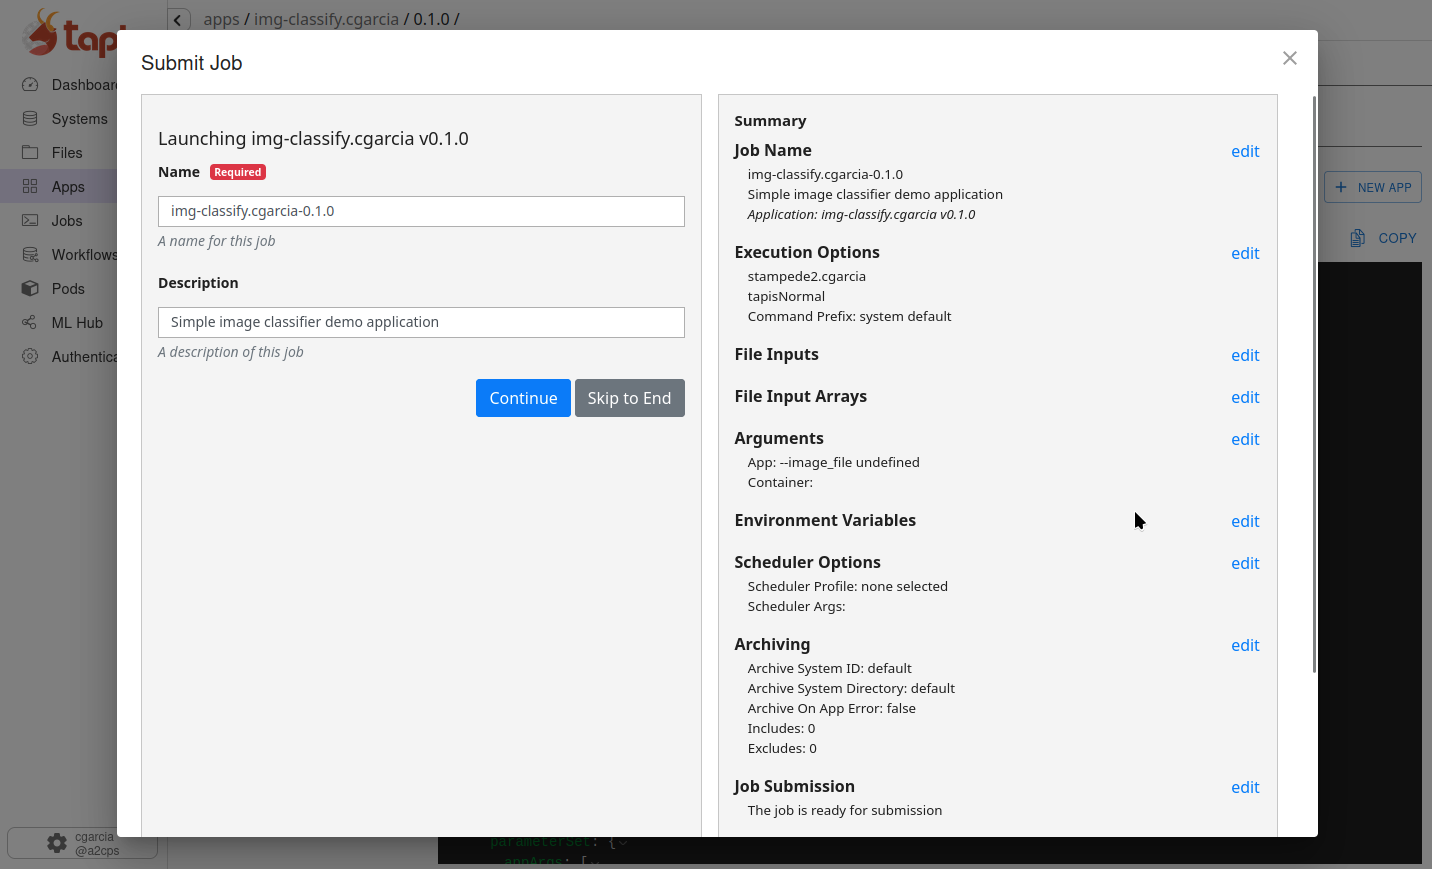 tapi
apps / img-classify.cgarcia / 0.1.0 /
Dashboar
Systems
Files
Apps
Jobs
Workflows
Pods
ML Hub
Authentica
cgarcia
@a2cps
NEW APP
COPY
Submit Job
Launching img-classify.cgarcia v0.1.0
Name Required
img-classify.cgarcia-0.1.0
A name for this job
Description
Simple image classifier demo application
A description of this job
Continue
Skip to End
Summary
Job Name edit
img-classify.cgarcia-0.1.0
Simple image classifier demo application
Application: img-classify.cgarcia v0.1.0
Execution Options edit
stampede2.cgarcia
tapisNormal
Command Prefix: system default
File Inputs edit
File Input Arrays edit
Arguments edit
App: --image_file undefined
Container:
Environment Variables edit
Scheduler Options edit
Scheduler Profile: none selected
Scheduler Args:
Archiving edit
Archive System ID: default
Archive System Directory: default
Archive On App Error: false
Includes: 0
Excludes: 0
Job Submission edit
The job is ready for submission
parameterSet: {
appArgs: [